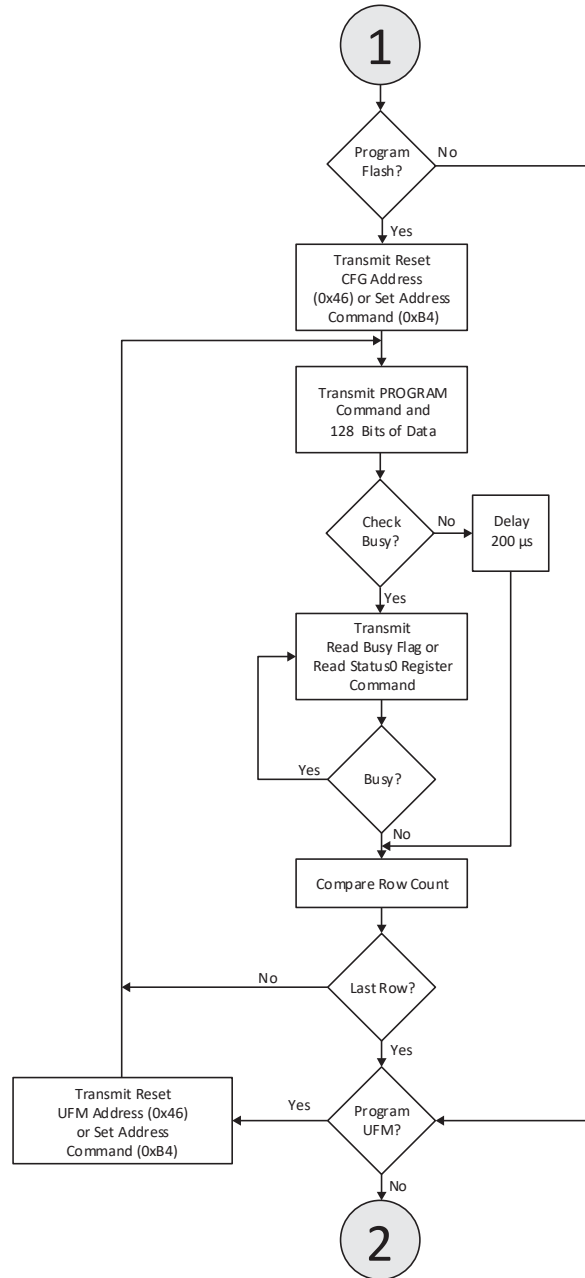 1
Program
Flash?
No
Yes
Transmit Reset
CFG Address
(0x46) or Set Address
Command (0xB4)
Transmit PROGRAM
Command and
128 Bits of Data
Check
Busy?
No
Delay
200 µs
Yes
Transmit
Read Busy Flag or
Read Status0 Register
Command
Yes
Busy?
No
Compare Row Count
No
Last Row?
Yes
Transmit Reset
UFM Address (0x46)
or Set Address
Command (0xB4)
Yes
Program
UFM?
No
2